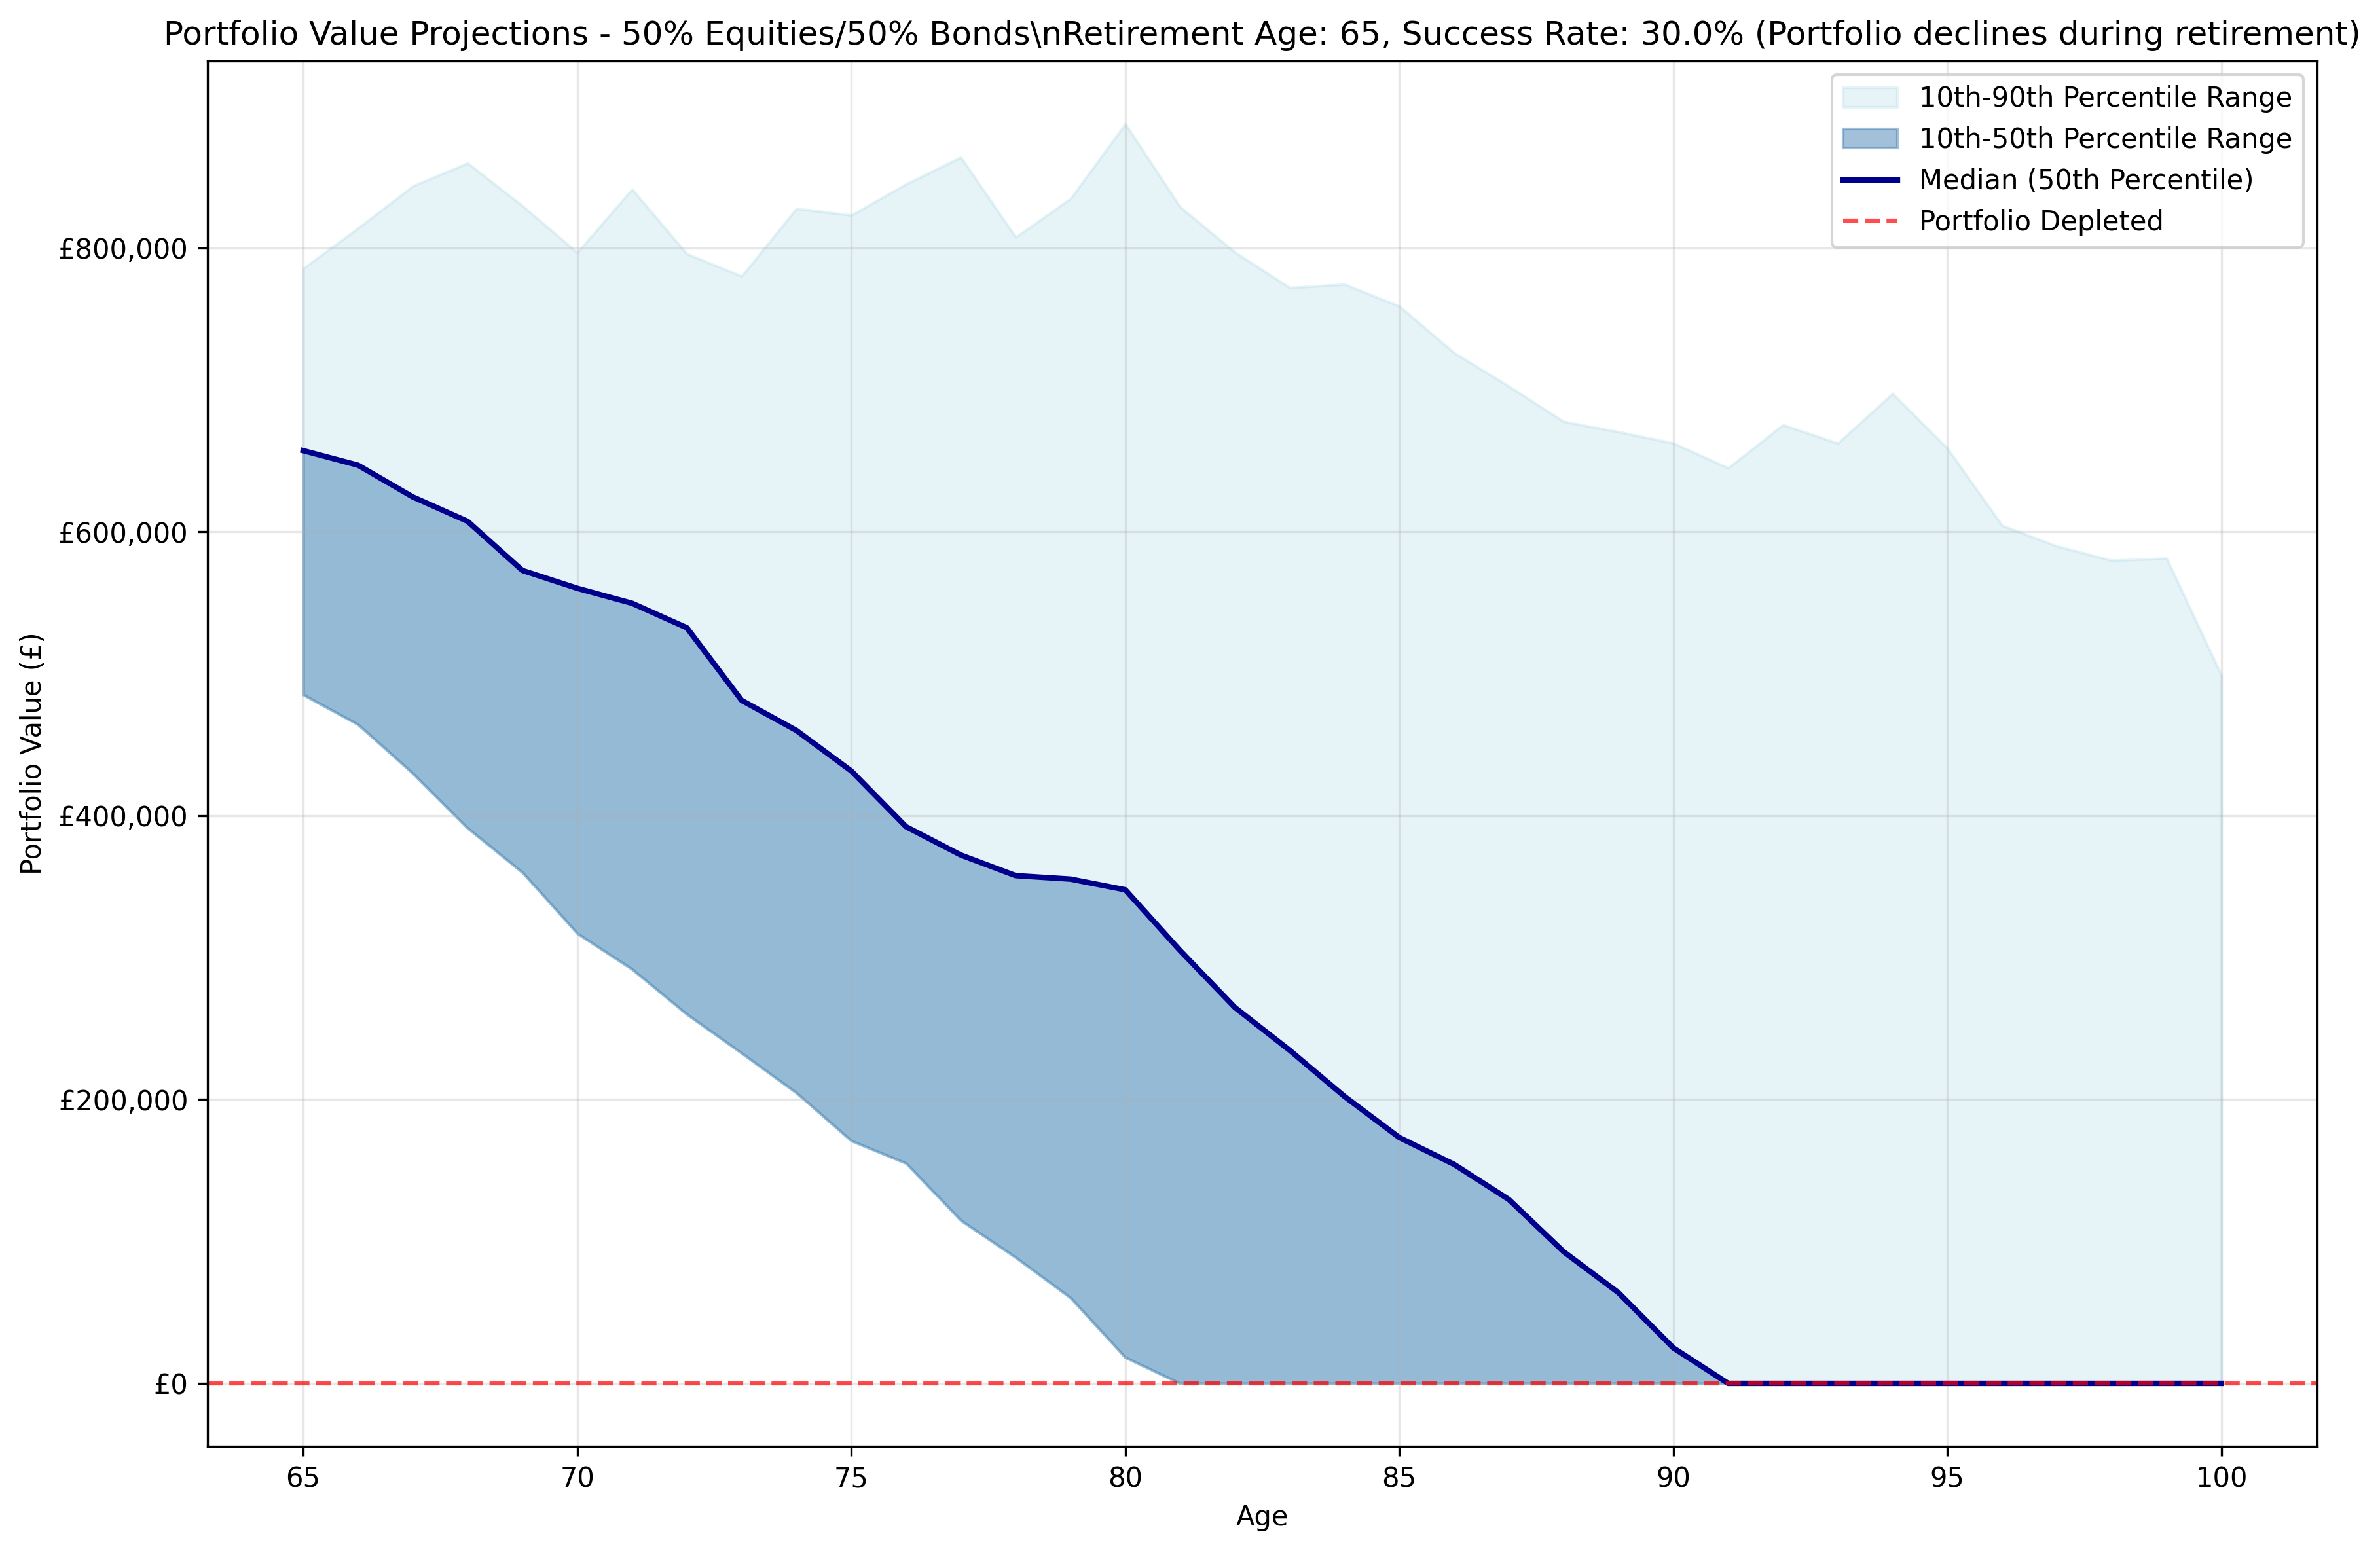 Portfolio Value Projections - 50% Equities/50% Bonds\nRetirement Age: 65, Success Rate: 30.0% (Portfolio declines during retirement)
10th-90th Percentile Range
10th-50th Percentile Range
Median (50th Percentile)
Portfolio Depleted
£800,000
£600,000
£400,000
£200,000
£0
Portfolio Value (£)
65 70 75 80 85 90 95 100
Age